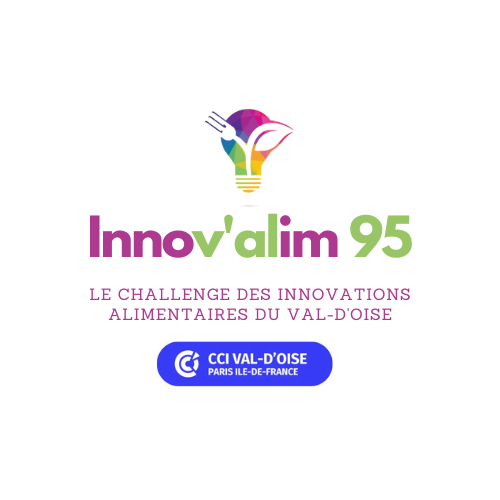 Innov'alim 95
LE CHALLENGE DES INNOVATIONS
ALIMENTAIRES DU VAL-D'OISE
CCI VAL-D'OISE
PARIS ILE-DE-FRANCE